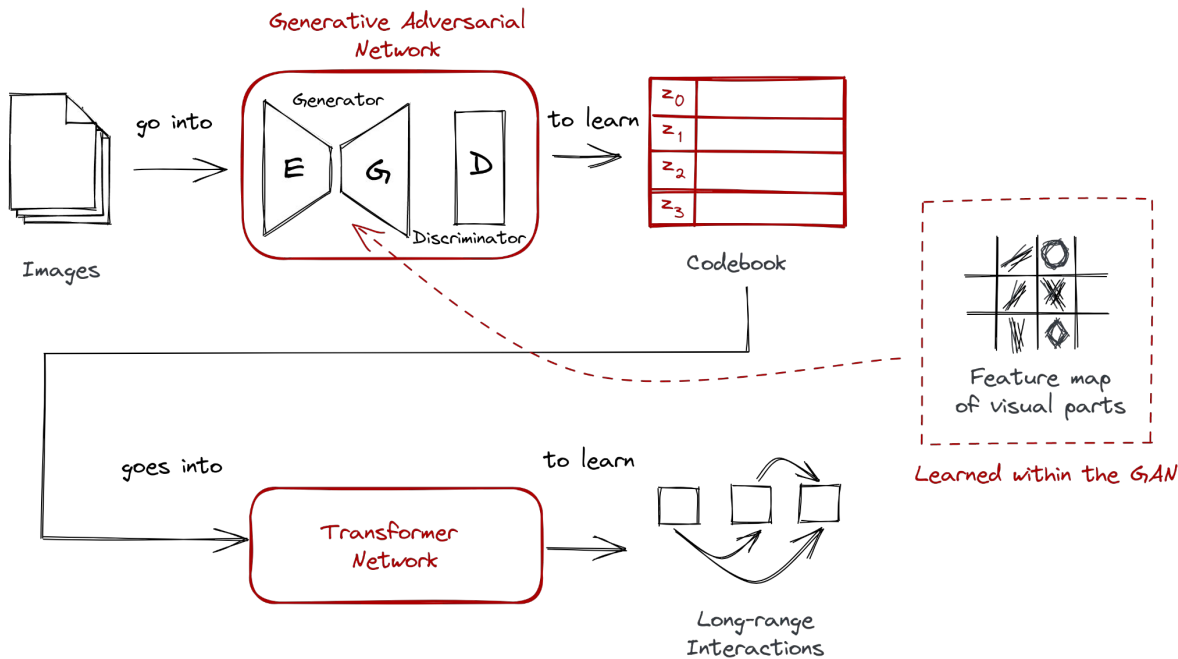 Generative Adversarial
Network
Images
go into
Generator
E
G
D
Discriminator
to learn
z0
z1
z2
z3
Codebook
Feature map
of visual parts
Learned within the GAN
goes into
Transformer
Network
to learn
Long-range
Interactions